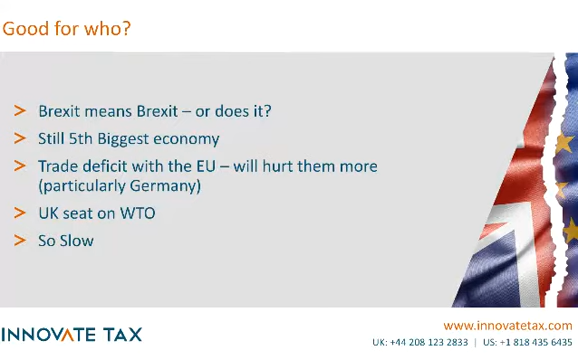 Good for who?
> Brexit means Brexit – or does it?
> Still 5th Biggest economy
> Trade deficit with the EU – will hurt them more
(particularly Germany)
> UK seat on WTO
> So Slow
INNOVATE TAX
www.innovatetax.com
UK: +44 208 123 2833 | US: +1 818 435 6435